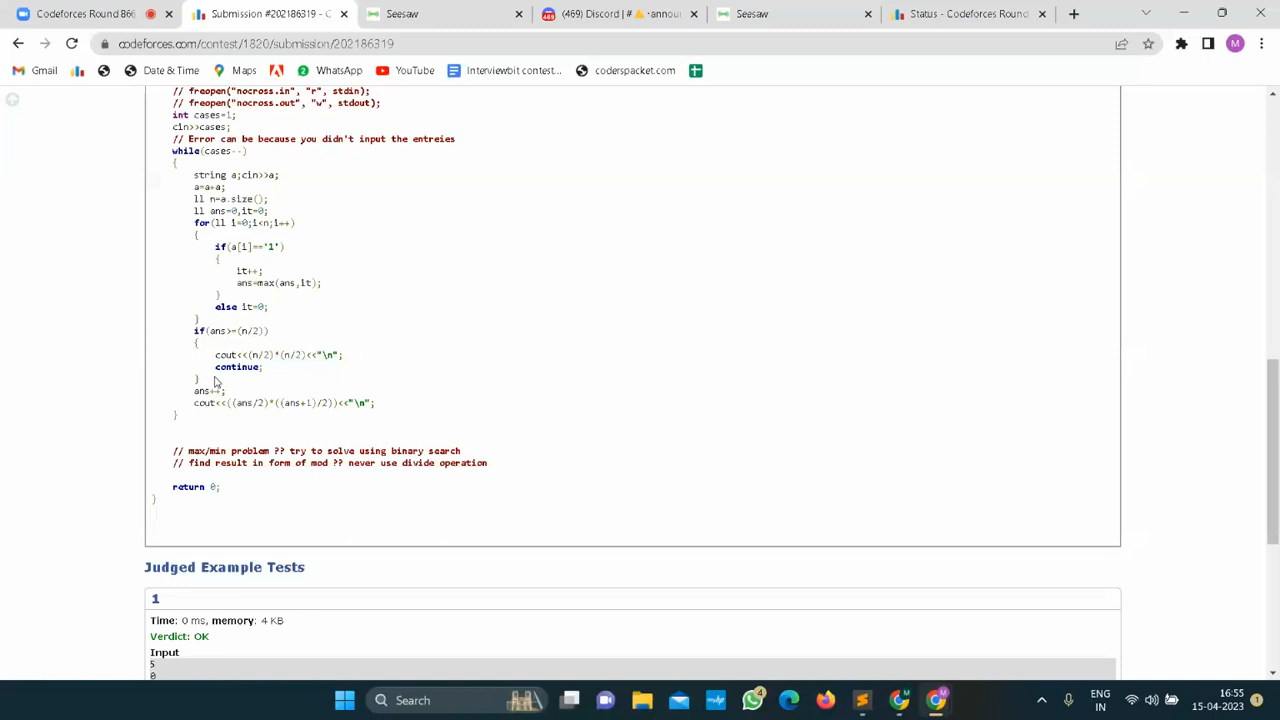 Codeforces Round 866
Submission #202186319 - C
Seesaw
(469) Discord | #
announ
Seesaw
Status - Codeforces Round
codeforces.com/contest/1820/submission/202186319
M
Gmail
Date & Time
Maps
WhatsApp
YouTube
Interviewbit contest...
coderspacket.com
// freopen("nocross.in", "r", stdin);
// freopen("nocross.out", "w", stdout);
int cases=1;
cin>>cases;
// Error can be because you didn't input the entreies
while(cases--)
{
string a;cin>>a;
a=a+a;
ll n=a.size();
ll ans=0,it=0;
for(ll i=0;i<n;i++)
{
if(a[i]=='1')
{
it++;
ans=max(ans,it);
}
else it=0;
}
if(ans>=(n/2))
{
cout<<(n/2)*(n/2)<<"\n";
continue;
}
ans++;
cout<<((ans/2)*((ans+1)/2))<<"\n";
}
// max/min problem ?? try to solve using binary search
// find result in form of mod ?? never use divide operation
return 0;
}
Judged Example Tests
1
Time: 0 ms, memory: 4 KB
Verdict: OK
Input
5
0
Search
4
ENG
IN
16:55
15-04-2023
1